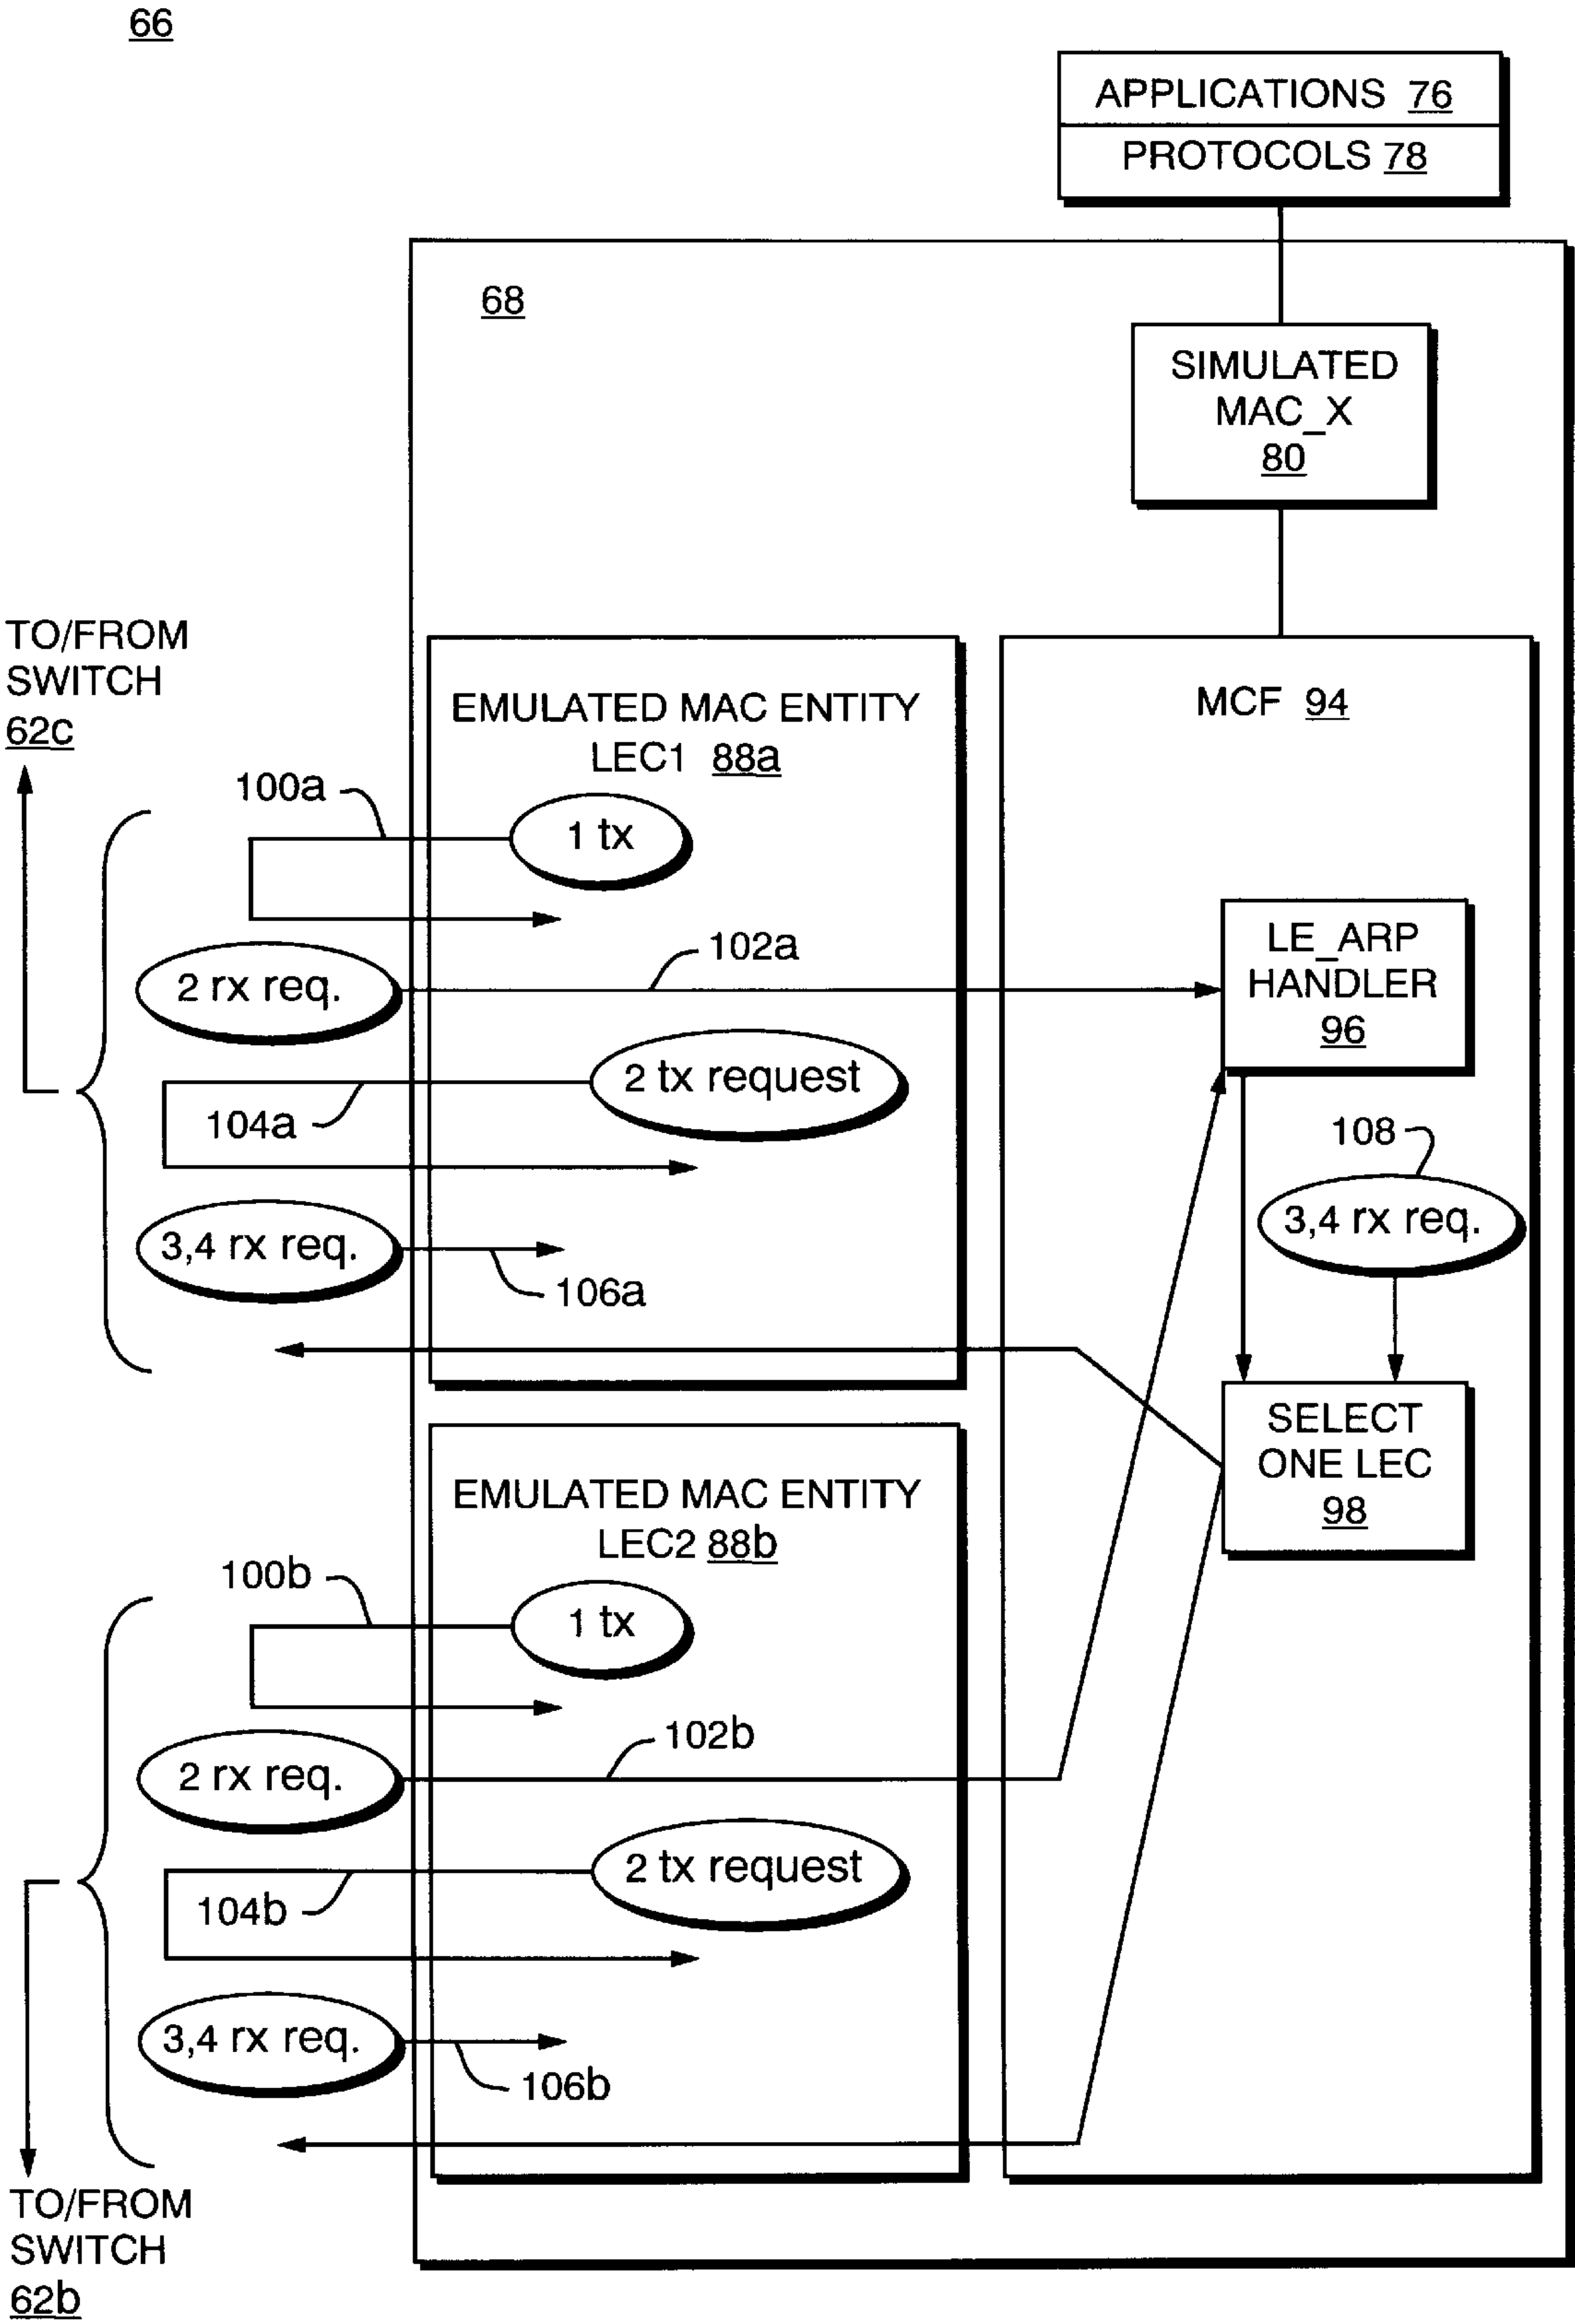 66
APPLICATIONS 76
PROTOCOLS 78
68
SIMULATED
MAC_X
80
TO/FROM
SWITCH
62c
EMULATED MAC ENTITY
LEC1 88a
MCF 94
100a
1 tx
102a
2 rx req.
LE_ARP
HANDLER
96
2 tx request
104a
108
3,4 rx req.
3,4 rx req.
106a
SELECT
ONE LEC
98
EMULATED MAC ENTITY
LEC2 88b
100b
1 tx
102b
2 rx req.
2 tx request
104b
3,4 rx req.
106b
TO/FROM
SWITCH
62b